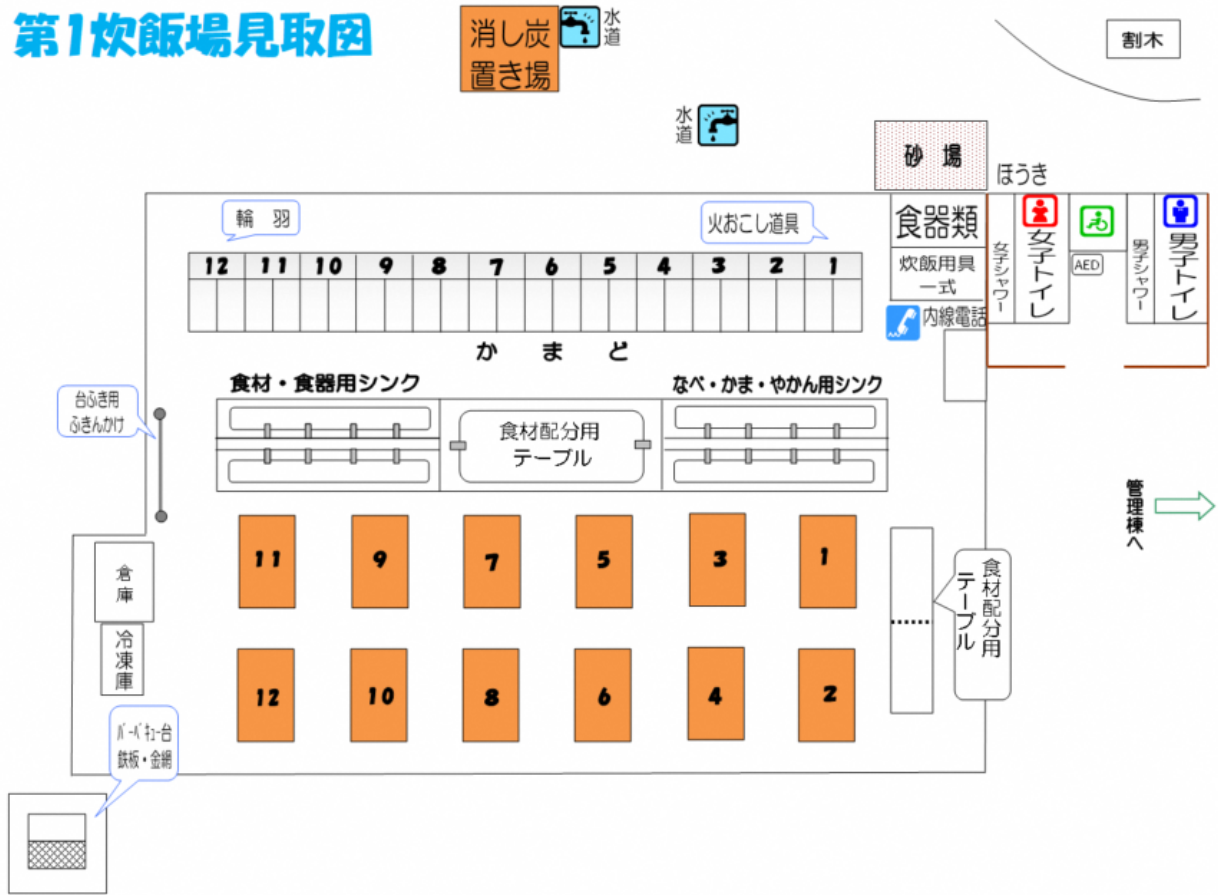 第1炊飯場見取図
消し炭
置き場
水道
水道
割木
砂 場
ほうき
輪 羽
火おこし道具
食器類
炊飯用具
一式
内線電話
女子シャワー
女子トイレ
AED
男子シャワー
男子トイレ
12 11 10 9 8 7 6 5 4 3 2 1
か ま ど
食材・食器用シンク
なべ・かま・やかん用シンク
台ふき用
ふきんかけ
食材配分用
テーブル
管理棟へ
11 9 7 5 3 1
倉庫
食材配分用
テーブル
冷凍庫
12 10 8 6 4 2
バーベキュー台
鉄板・金網